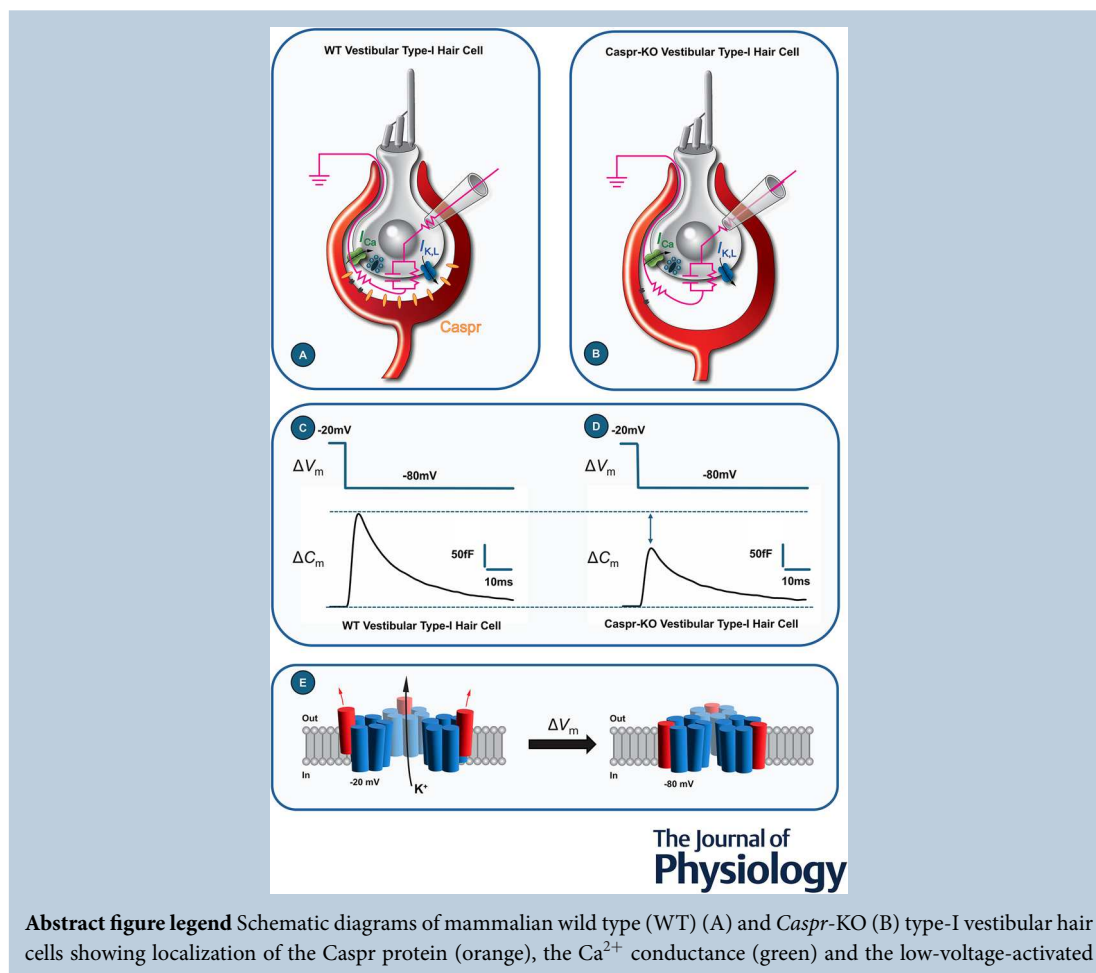 WT Vestibular Type-I Hair Cell
Caspr-KO Vestibular Type-I Hair Cell
I Ca
I K,L
Caspr
A
I Ca
I K,L
B
C
-20mV
ΔVm
-80mV
ΔCm
50fF
10ms
WT Vestibular Type-I Hair Cell
D
-20mV
ΔVm
-80mV
ΔCm
50fF
10ms
Caspr-KO Vestibular Type-I Hair Cell
E
Out
In
-20 mV
K+
ΔVm
Out
In
-80 mV
The Journal of
Physiology
Abstract figure legend Schematic diagrams of mammalian wild type (WT) (A) and Caspr-KO (B) type-I vestibular hair
cells showing localization of the Caspr protein (orange), the Ca2+ conductance (green) and the low-voltage-activated